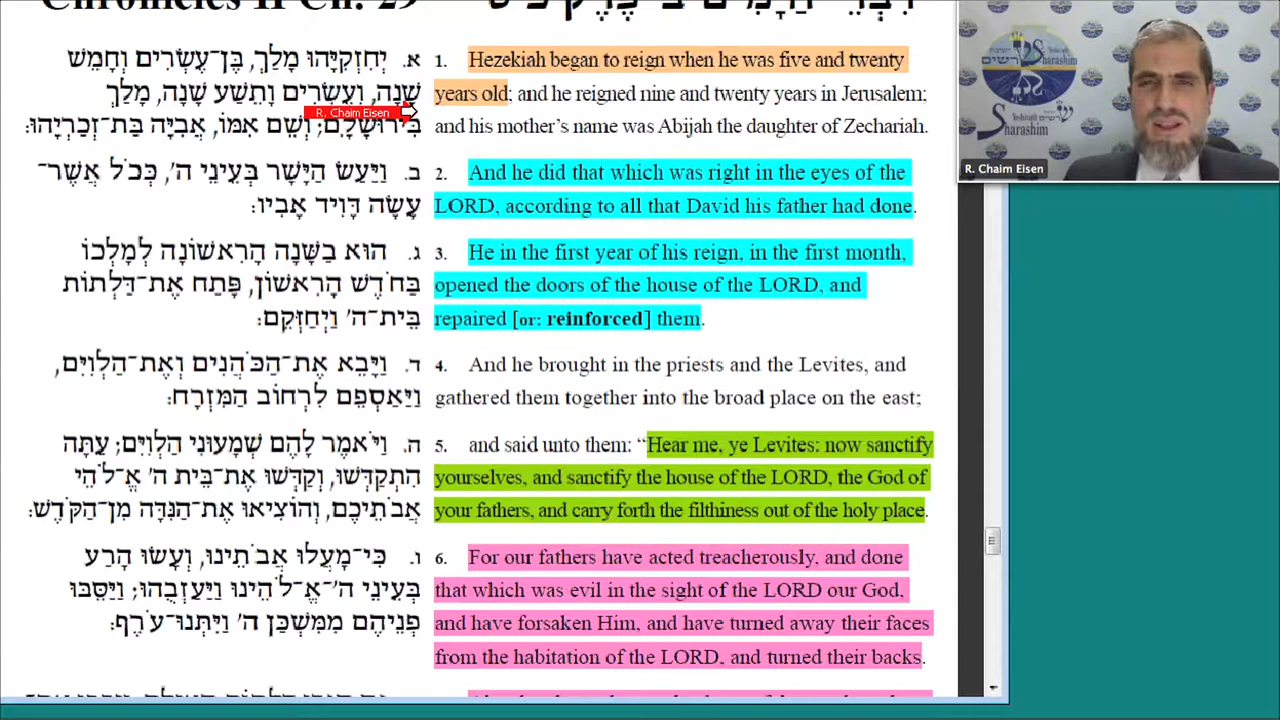 Chronicles II Ch. 29
דִּבְרֵי הַיָּמִים ב׳ פֶּרֶק כ״ט
א. יְחִזְקִיָּהוּ מָלַךְ, בֶּן־עֶשְׂרִים וְחָמֵשׁ
שָׁנָה, וְעֶשְׂרִים וָתֵשַׁע שָׁנָה, מָלַךְ
בִּירוּשָׁלָםִ; וְשֵׁם אִמּוֹ, אֲבִיָּה בַּת־זְכַרְיָהוּ:
1. Hezekiah began to reign when he was five and twenty
years old; and he reigned nine and twenty years in Jerusalem;
and his mother’s name was Abijah the daughter of Zechariah.
ב. וַיַּעַשׂ הַיָּשָׁר בְּעֵינֵי ה׳, כְּכֹל אֲשֶׁר־
עָשָׂה דָּוִיד אָבִיו:
2. And he did that which was right in the eyes of the
LORD, according to all that David his father had done.
ג. הוּא בַשָּׁנָה הָרִאשׁוֹנָה לְמָלְכוֹ
בַּחֹדֶשׁ הָרִאשׁוֹן, פָּתַח אֶת־דַּלְתוֹת
בֵּית־ה׳ וַיְחַזְּקֵם:
3. He in the first year of his reign, in the first month,
opened the doors of the house of the LORD, and
repaired [or: reinforced] them.
ד. וַיָּבֵא אֶת־הַכֹּהֲנִים וְאֶת־הַלְוִיִּם,
וַיַּאַסְפֵם לִרְחוֹב הַמִּזְרָח:
4. And he brought in the priests and the Levites, and
gathered them together into the broad place on the east;
ה. וַיֹּאמֶר לָהֶם שְׁמָעוּנִי הַלְוִיִּם; עַתָּה
הִתְקַדְּשׁוּ, וְקַדְּשׁוּ אֶת־בֵּית ה׳ אֱ־לֹהֵי
אֲבֹתֵיכֶם, וְהוֹצִיאוּ אֶת־הַנִּדָּה מִן־הַקֹּדֶשׁ:
5. and said unto them: “Hear me, ye Levites: now sanctify
yourselves, and sanctify the house of the LORD, the God of
your fathers, and carry forth the filthiness out of the holy place.
ו. כִּי־מָעֲלוּ אֲבֹתֵינוּ, וְעָשׂוּ הָרַע
בְּעֵינֵי ה׳־אֱ־לֹהֵינוּ וַיַּעַזְבֻהוּ; וַיַּסֵּבּוּ
פְנֵיהֶם מִמִּשְׁכַּן ה׳ וַיִּתְּנוּ־עֹרֶף:
6. For our fathers have acted treacherously, and done
that which was evil in the sight of the LORD our God,
and have forsaken Him, and have turned away their faces
from the habitation of the LORD, and turned their backs.
R. Chaim Eisen
Yeshivat
Sharashim
R. Chaim Eisen